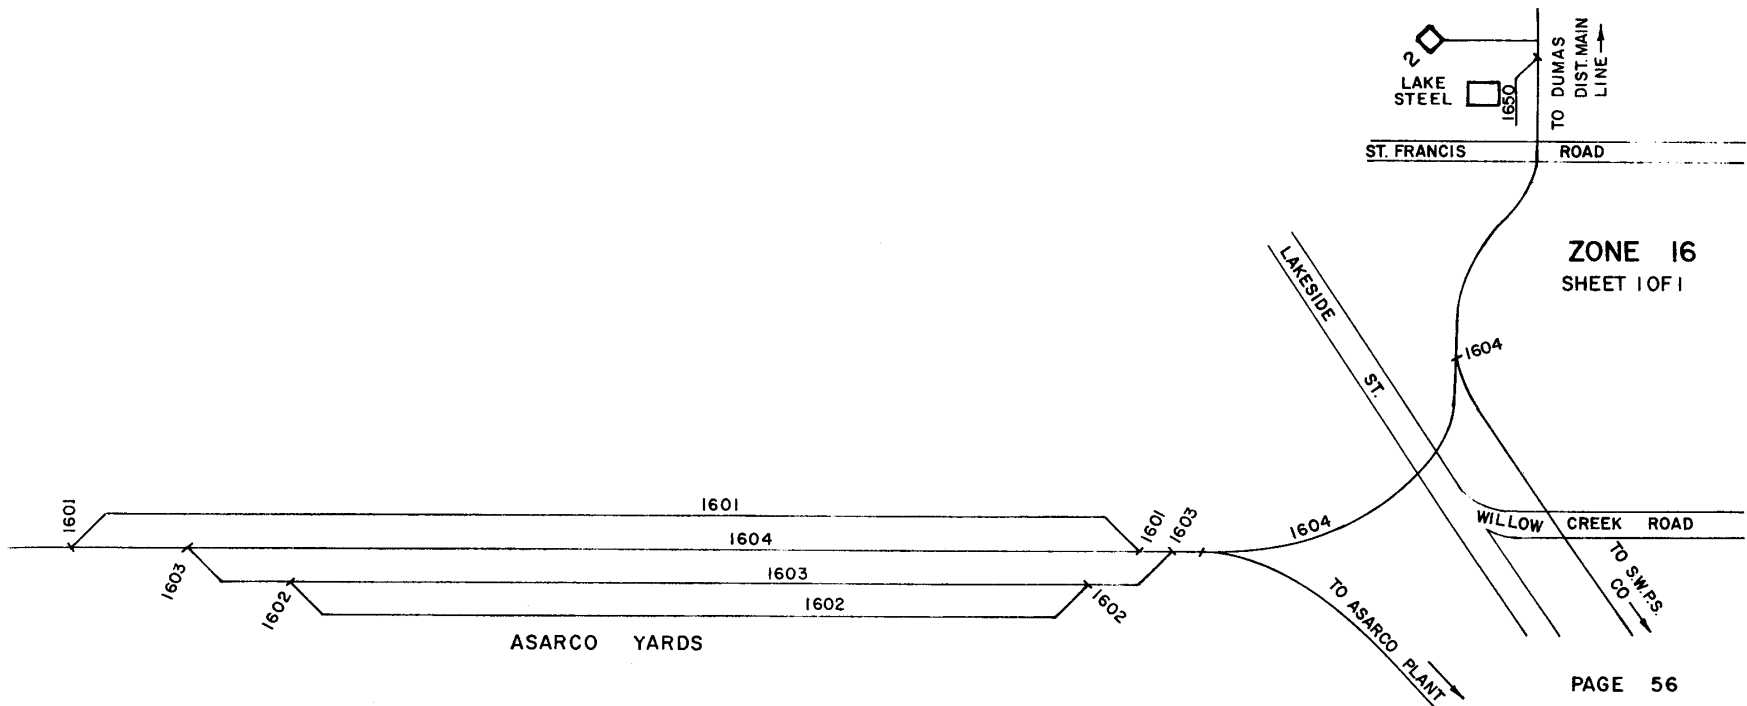 2
LAKE
STEEL
1650
TO DUMAS
DIST. MAIN
LINE
ST. FRANCIS ROAD
ZONE 16
SHEET 1 OF 1
LAKESIDE
ST.
1604
1601
1601
1601
1603
1604
1604
1603
1603
1602
1602
1602
WILLOW CREEK ROAD
TO S.W.P.S.
CO
TO ASARCO PLANT
ASARCO YARDS
PAGE 56